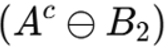 (A^c ⊖ B_2)